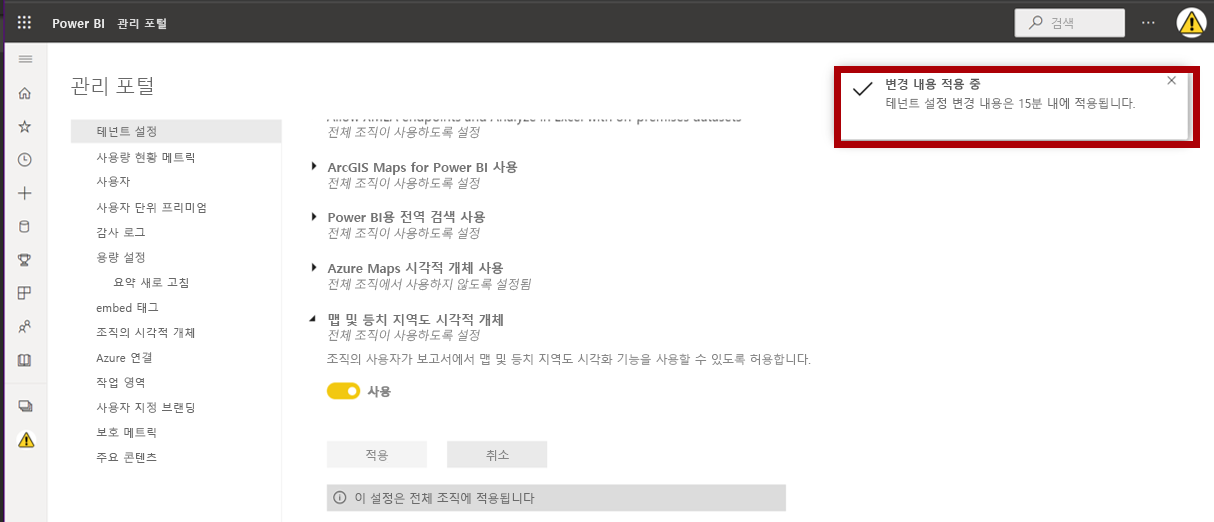 Power BI 관리 포털
검색
관리 포털
변경 내용 적용 중
테넌트 설정 변경 내용은 15분 내에 적용됩니다.
테넌트 설정
사용량 현황 메트릭
사용자
사용자 단위 프리미엄
감사 로그
용량 설정
요약 새로 고침
embed 태그
조직의 시각적 개체
Azure 연결
작업 영역
사용자 지정 브랜딩
보호 메트릭
주요 콘텐츠
Allow XMLA endpoints and Analyze in Excel with on-premises datasets
전체 조직이 사용하도록 설정
ArcGIS Maps for Power BI 사용
전체 조직이 사용하도록 설정
Power BI용 전역 검색 사용
전체 조직이 사용하도록 설정
Azure Maps 시각적 개체 사용
전체 조직에서 사용하지 않도록 설정됨
맵 및 등치 지역도 시각적 개체
전체 조직이 사용하도록 설정
조직의 사용자가 보고서에서 맵 및 등치 지역도 시각화 기능을 사용할 수 있도록 허용합니다.
사용
적용 취소
이 설정은 전체 조직에 적용됩니다